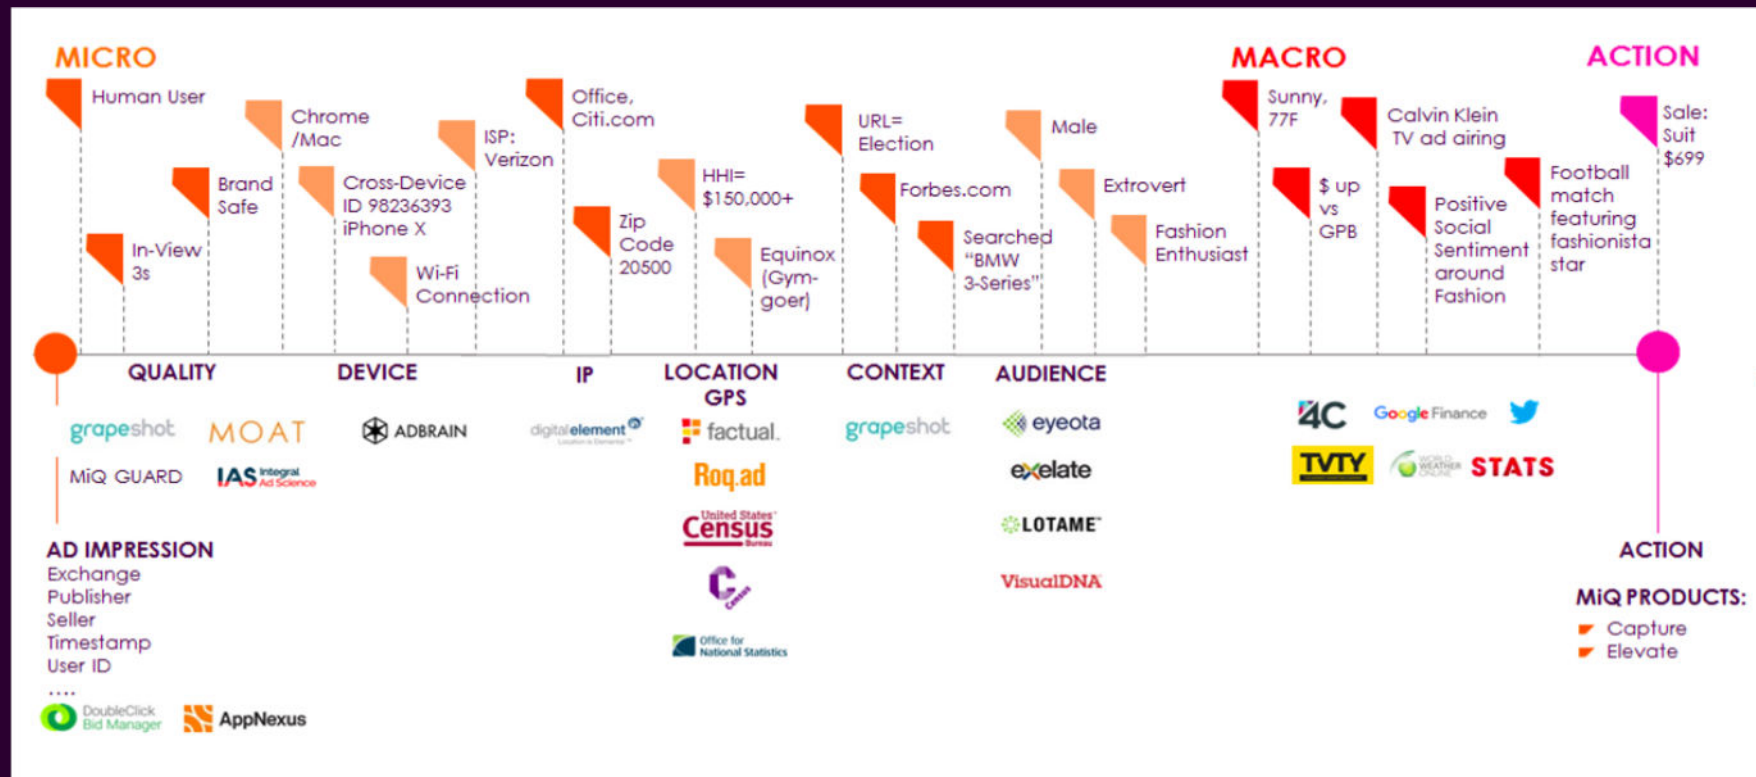 MICRO
MACRO
ACTION
Human User
In-View
3s
Brand
Safe
Chrome
/Mac
Cross-Device
ID 98236393
iPhone X
Wi-Fi
Connection
ISP:
Verizon
Office,
Citi.com
Zip
Code
20500
HHI=
$150,000+
Equinox
(Gym-
goer)
URL=
Election
Forbes.com
Searched
"BMW
3-Series"
Male
Extrovert
Fashion
Enthusiast
Sunny,
77F
$ up
vs
GPB
Calvin Klein
TV ad airing
Positive
Social
Sentiment
around
Fashion
Football
match
featuring
fashionista
star
Sale:
Suit
$699
QUALITY
DEVICE
IP
LOCATION
GPS
CONTEXT
AUDIENCE
grapeshot
MOAT
MiQ GUARD
IAS Integral
Ad Science
ADBRAIN
digitalelement
factual.
Roq.ad
United States
Census
Bureau
Census
Office for
National Statistics
grapeshot
eyeota
exelate
LOTAME
VisualDNA
4C
Google Finance
TVTY
WORLD
WEATHER
ONLINE
STATS
AD IMPRESSION
Exchange
Publisher
Seller
Timestamp
User ID
....
DoubleClick
Bid Manager
AppNexus
ACTION
MiQ PRODUCTS:
Capture
Elevate